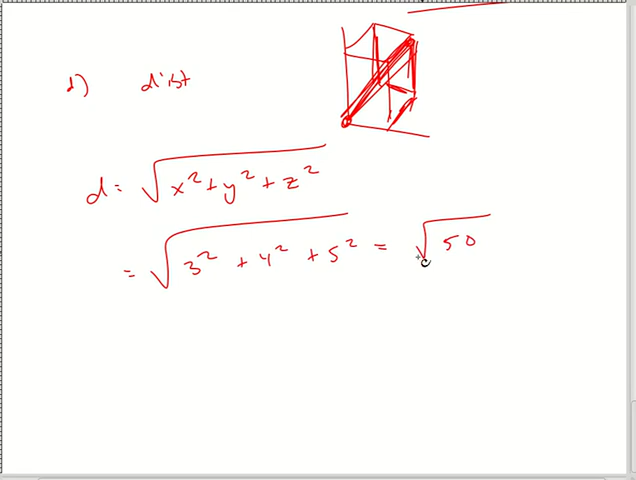 d) dist
d = √x² + y² + z²
= √3² + 4² + 5² = √50